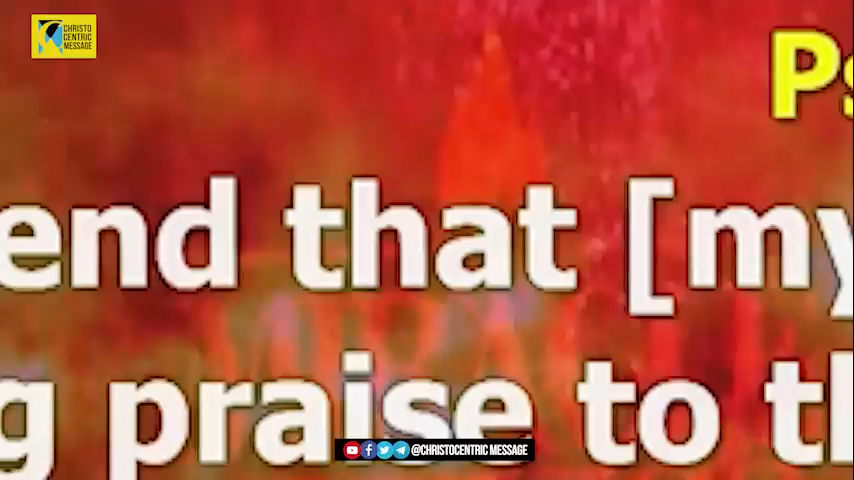 CHRISTO
CENTRIC
MESSAGE
Ps
end that [my
g praise to th
@CHRISTOCENTRIC MESSAGE